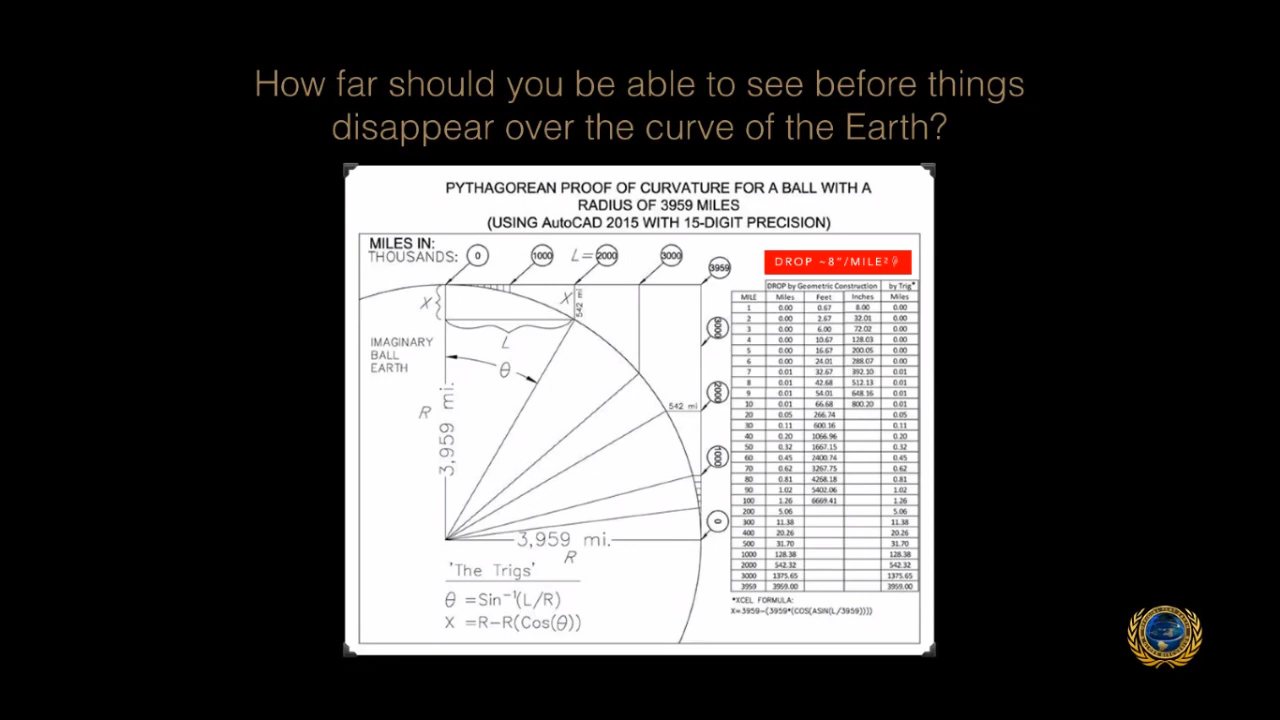 How far should you be able to see before things
disappear over the curve of the Earth?
PYTHAGOREAN PROOF OF CURVATURE FOR A BALL WITH A
RADIUS OF 3959 MILES
(USING AutoCAD 2015 WITH 15-DIGIT PRECISION)
MILES IN:
THOUSANDS:
0
1000
L=2000
3000
3959
X
X
542 mi
L
θ
IMAGINARY
BALL
EARTH
R
3,959 mi.
3000
2000
542 mi
1000
0
3,959 mi.
R
'The Trigs'
θ =Sin⁻¹(L/R)
X =R-R(Cos(θ))
DROP ~8"/MILE²
DROP by Geometric Construction by Trig*
MILE Miles Feet Inches Miles
1 0.00 0.67 8.00 0.00
2 0.00 2.67 32.01 0.00
3 0.00 6.00 72.02 0.00
4 0.00 10.67 128.03 0.00
5 0.00 16.67 200.05 0.00
6 0.00 24.01 288.07 0.00
7 0.01 32.67 392.10 0.01
8 0.01 42.68 512.13 0.01
9 0.01 54.01 648.16 0.01
10 0.01 66.68 800.20 0.01
20 0.05 266.74 0.05
30 0.11 600.16 0.11
40 0.20 1066.96 0.20
50 0.32 1667.15 0.32
60 0.45 2400.74 0.45
70 0.62 3267.75 0.62
80 0.81 4268.18 0.81
90 1.02 5402.06 1.02
100 1.26 6669.41 1.26
200 5.06 5.06
300 11.38 11.38
400 20.26 20.26
500 31.70 31.70
1000 128.38 128.38
2000 542.32 542.32
3000 1375.65 1375.65
3959 3959.00 3959.00
*XCEL FORMULA:
X=3959-(3959*(COS(ASIN(L/3959))))